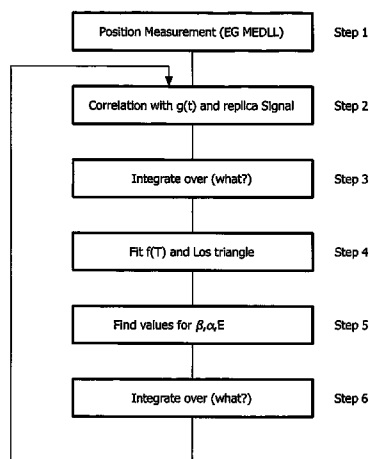 Position Measurement (EG MEDLL) Step 1
Correlation with g(t) and replica Signal Step 2
Integrate over (what?) Step 3
Fit f(T) and Los triangle Step 4
Find values for β,α,E Step 5
Integrate over (what?) Step 6